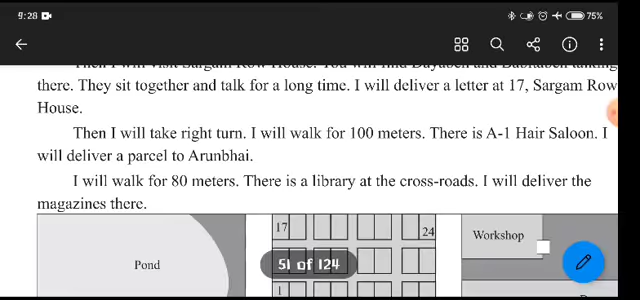 9:28
75%
there. They sit together and talk for a long time. I will deliver a letter at 17, Sargam Row
House.
Then I will take right turn. I will walk for 100 meters. There is A-1 Hair Saloon. I
will deliver a parcel to Arunbhai.
I will walk for 80 meters. There is a library at the cross-roads. I will deliver the
magazines there.
17
24
Workshop
Pond
51 of 124
1